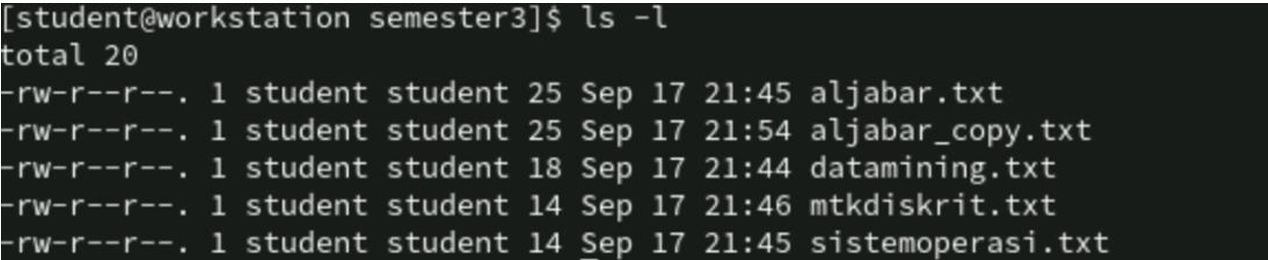 [student@workstation semester3]$ ls -l
total 20
-rw-r--r--. 1 student student 25 Sep 17 21:45 aljabar.txt
-rw-r--r--. 1 student student 25 Sep 17 21:54 aljabar_copy.txt
-rw-r--r--. 1 student student 18 Sep 17 21:44 datamining.txt
-rw-r--r--. 1 student student 14 Sep 17 21:46 mtkdiskrit.txt
-rw-r--r--. 1 student student 14 Sep 17 21:45 sistemoperasi.txt